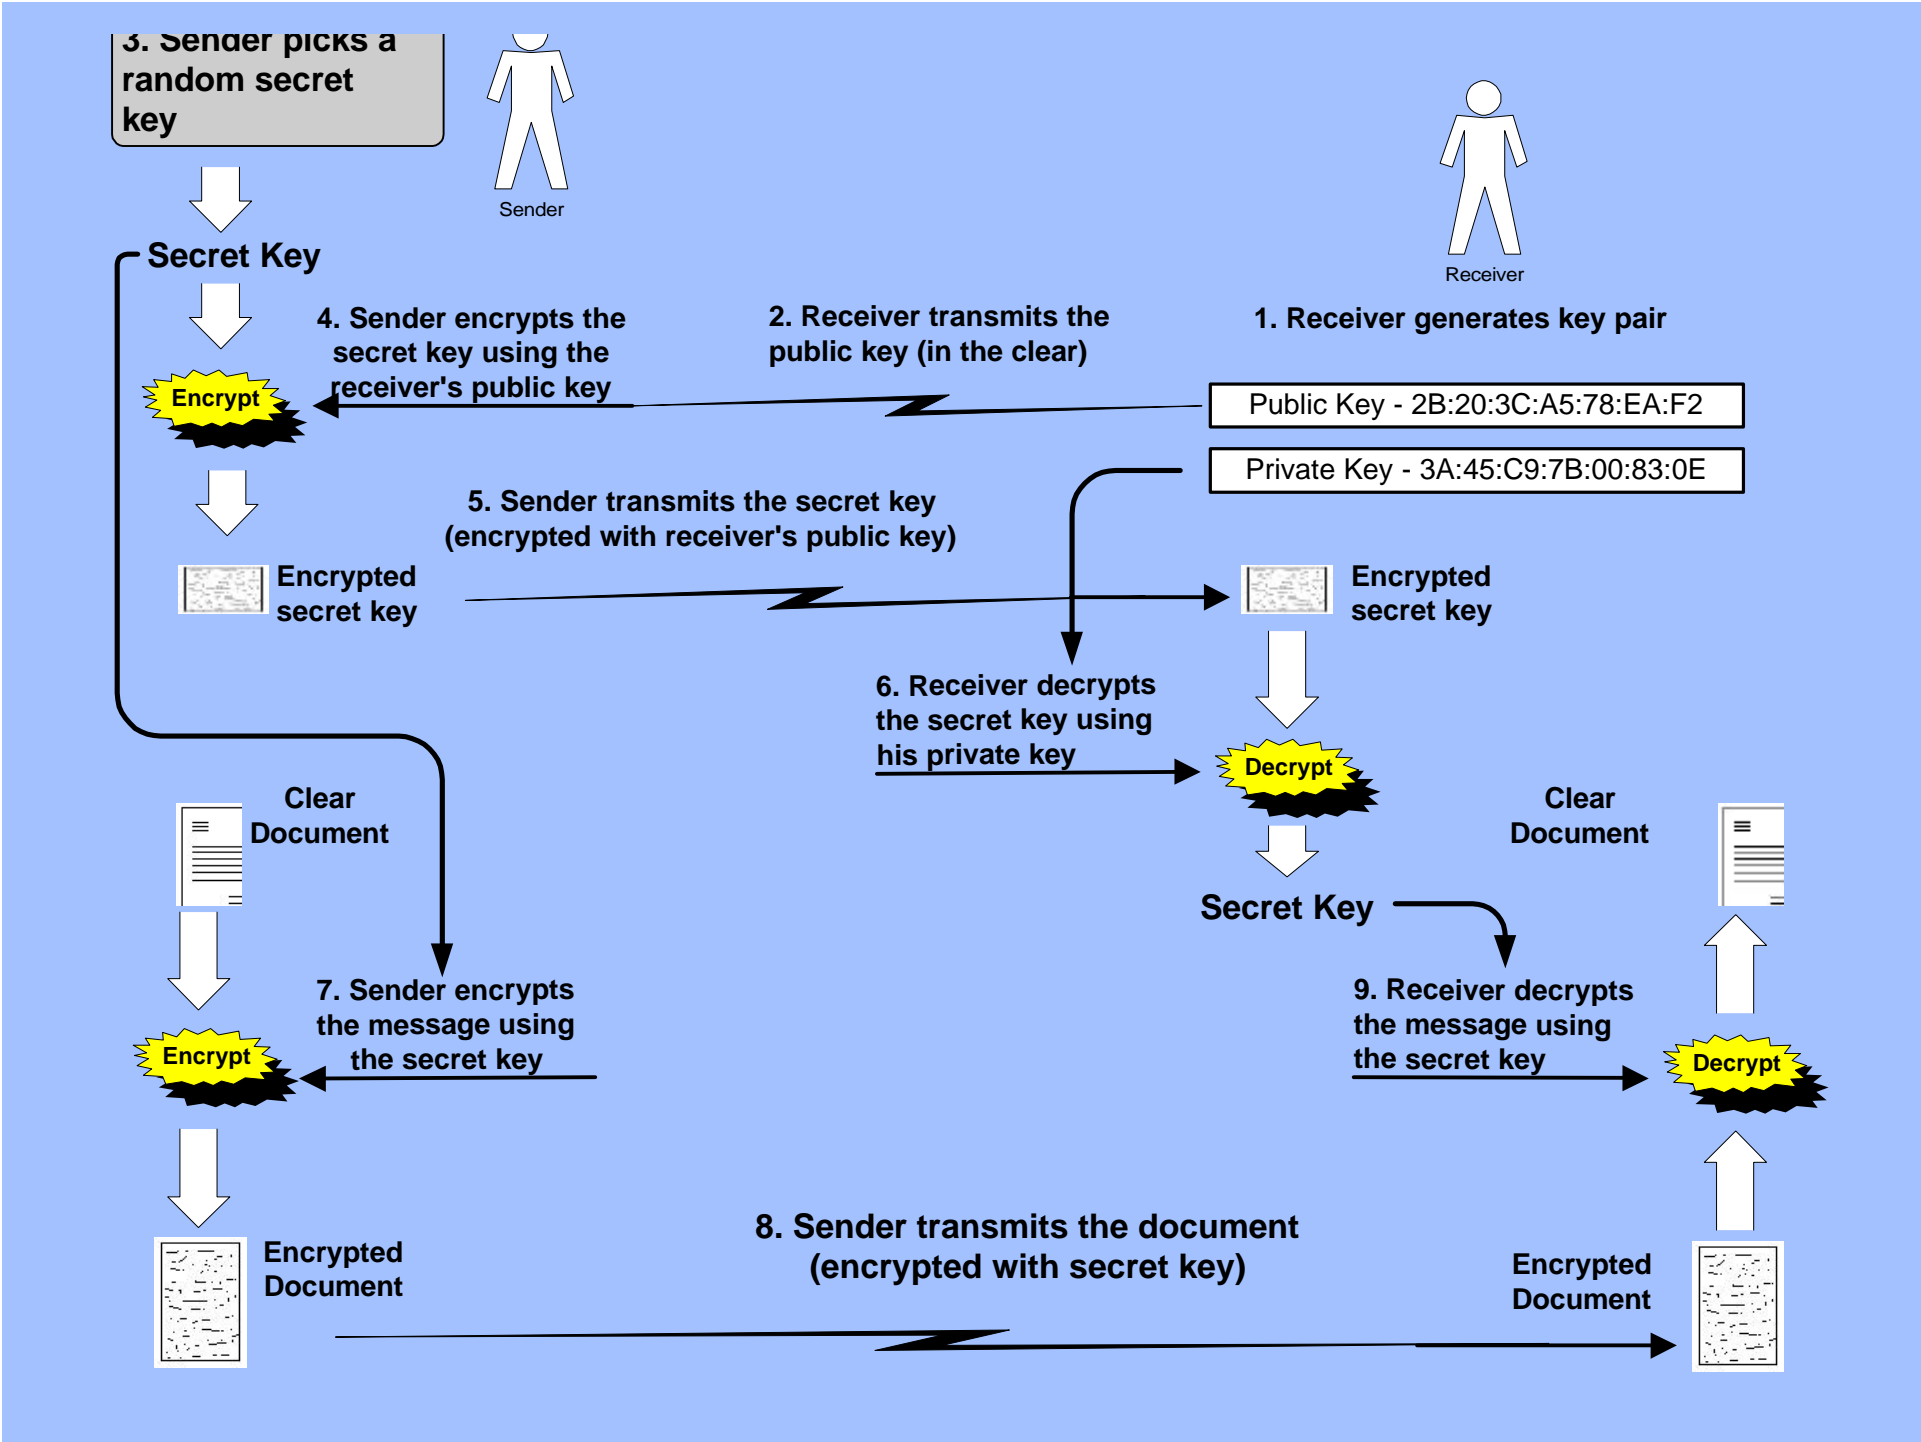 3. Sender picks a
random secret
key
Sender
Receiver
Secret Key
4. Sender encrypts the
secret key using the
receiver's public key
2. Receiver transmits the
public key (in the clear)
1. Receiver generates key pair
Encrypt
Public Key - 2B:20:3C:A5:78:EA:F2
Private Key - 3A:45:C9:7B:00:83:0E
5. Sender transmits the secret key
(encrypted with receiver's public key)
Encrypted
secret key
Encrypted
secret key
6. Receiver decrypts
the secret key using
his private key
Decrypt
Clear
Document
Clear
Document
Secret Key
7. Sender encrypts
the message using
the secret key
9. Receiver decrypts
the message using
the secret key
Encrypt
Decrypt
8. Sender transmits the document
(encrypted with secret key)
Encrypted
Document
Encrypted
Document